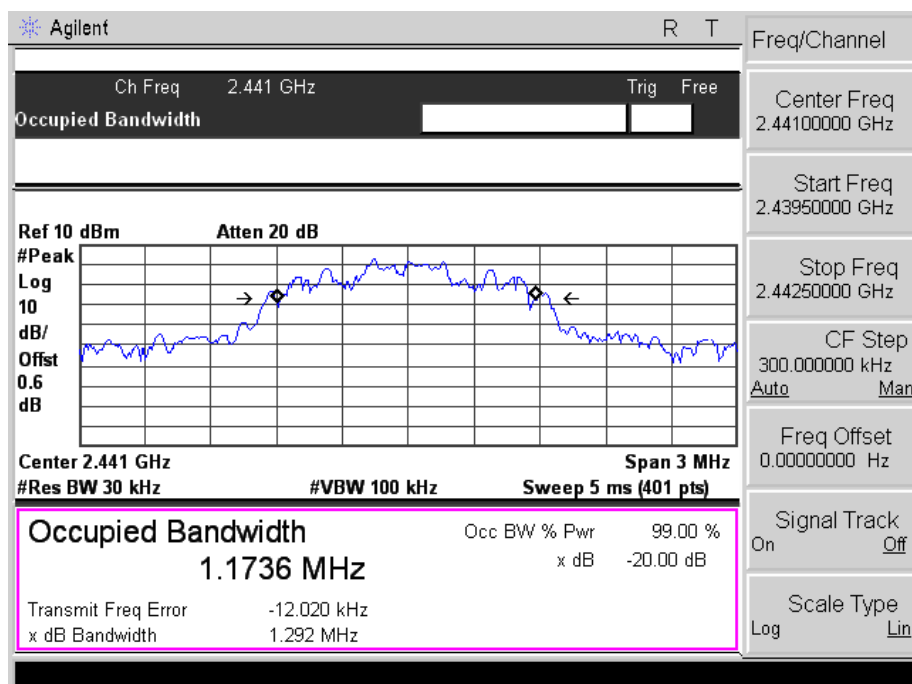 Agilent R T
Ch Freq 2.441 GHz Trig Free
Occupied Bandwidth
Ref 10 dBm Atten 20 dB
#Peak
Log
10
dB/
Offst
0.6
dB
Center 2.441 GHz Span 3 MHz
#Res BW 30 kHz #VBW 100 kHz Sweep 5 ms (401 pts)
Occupied Bandwidth Occ BW % Pwr 99.00 %
1.1736 MHz x dB -20.00 dB
Transmit Freq Error -12.020 kHz
x dB Bandwidth 1.292 MHz
Freq/Channel
Center Freq
2.44100000 GHz
Start Freq
2.43950000 GHz
Stop Freq
2.44250000 GHz
CF Step
300.000000 kHz
Auto Man
Freq Offset
0.00000000 Hz
Signal Track
On Off
Scale Type
Log Lin